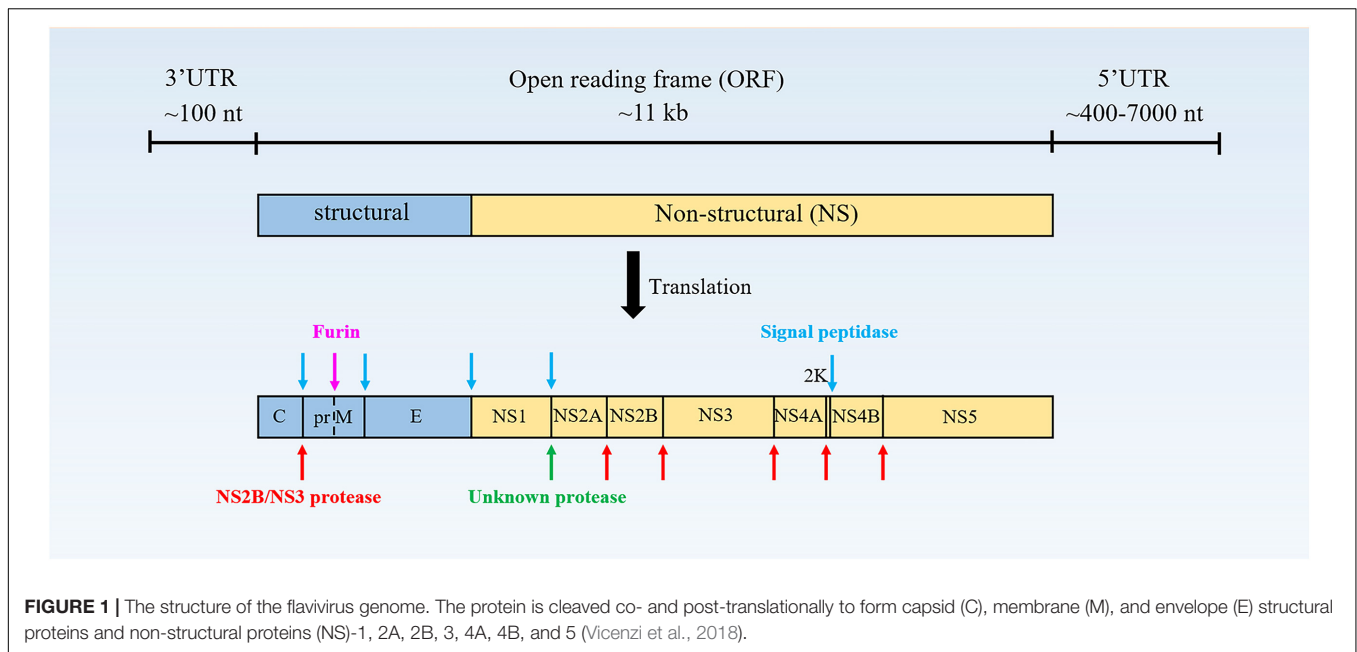 3'UTR
~100 nt
Open reading frame (ORF)
~11 kb
5'UTR
~400-7000 nt
structural
Non-structural (NS)
Translation
Furin
Signal peptidase
2K
C
pr M
E
NS1
NS2A
NS2B
NS3
NS4A
NS4B
NS5
NS2B/NS3 protease
Unknown protease
FIGURE 1 | The structure of the flavivirus genome. The protein is cleaved co- and post-translationally to form capsid (C), membrane (M), and envelope (E) structural
proteins and non-structural proteins (NS)-1, 2A, 2B, 3, 4A, 4B, and 5 (Vicenzi et al., 2018).